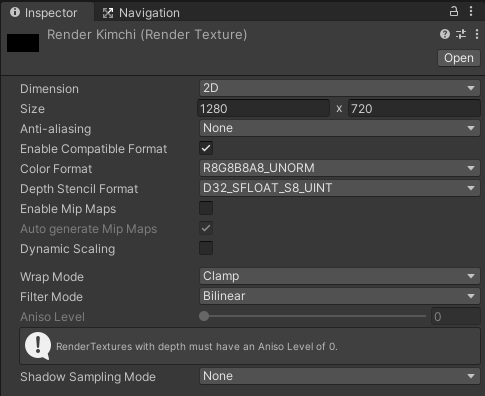 Inspector Navigation
Render Kimchi (Render Texture)
Open
Dimension 2D
Size 1280 x 720
Anti-aliasing None
Enable Compatible Format
Color Format R8G8B8A8_UNORM
Depth Stencil Format D32_SFLOAT_S8_UINT
Enable Mip Maps
Auto generate Mip Maps
Dynamic Scaling
Wrap Mode Clamp
Filter Mode Bilinear
Aniso Level 0
RenderTextures with depth must have an Aniso Level of 0.
Shadow Sampling Mode None